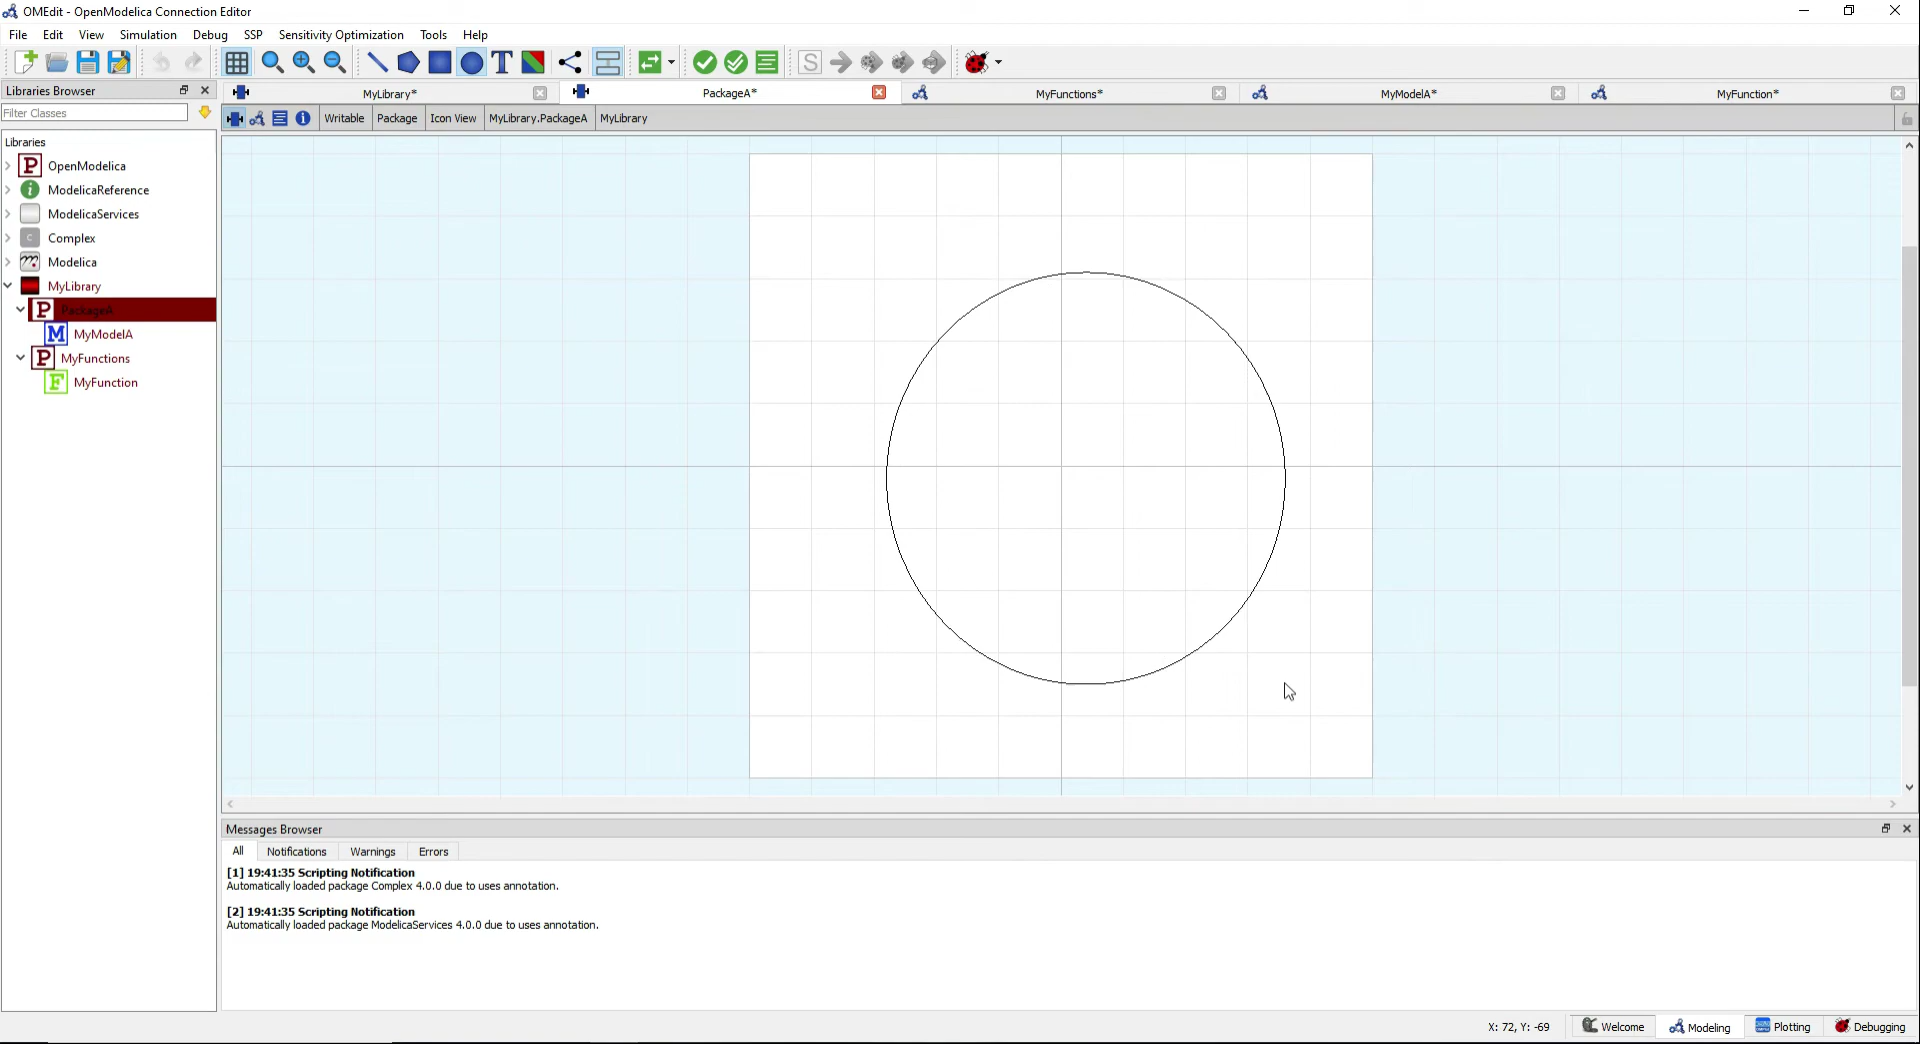 OMEdit - OpenModelica Connection Editor
File Edit View Simulation Debug SSP Sensitivity Optimization Tools Help
T S
Libraries Browser
MyLibrary* PackageA* MyFunctions* MyModelA* MyFunction*
Filter Classes
Writable Package Icon View MyLibrary.PackageA MyLibrary
Libraries
P OpenModelica
i ModelicaReference
ModelicaServices
C Complex
Modelica
MyLibrary
P PackageA
M MyModelA
P MyFunctions
F MyFunction
Messages Browser
All Notifications Warnings Errors
[1] 19:41:35 Scripting Notification
Automatically loaded package Complex 4.0.0 due to uses annotation.
[2] 19:41:35 Scripting Notification
Automatically loaded package ModelicaServices 4.0.0 due to uses annotation.
X: 72, Y: -69 Welcome Modeling Plotting Debugging